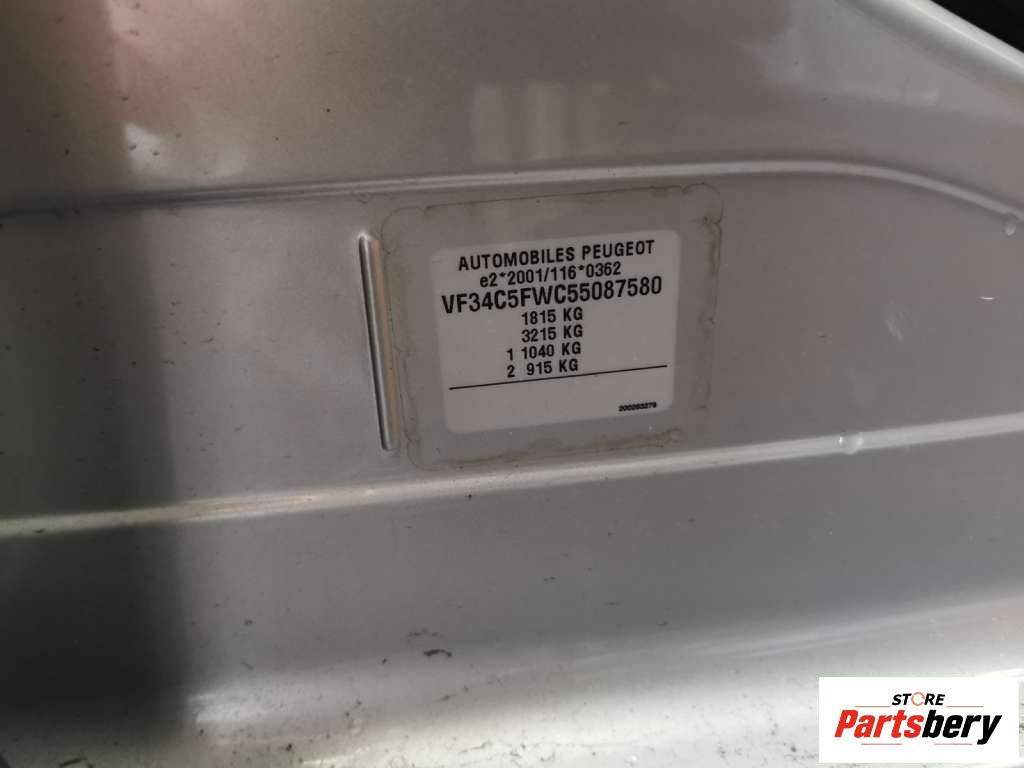 AUTOMOBILES PEUGEOT
e2*2001/116*0362
VF34C5FWC55087580
1815 KG
3215 KG
1 1040 KG
2 915 KG
200263279
STORE
Partsbery